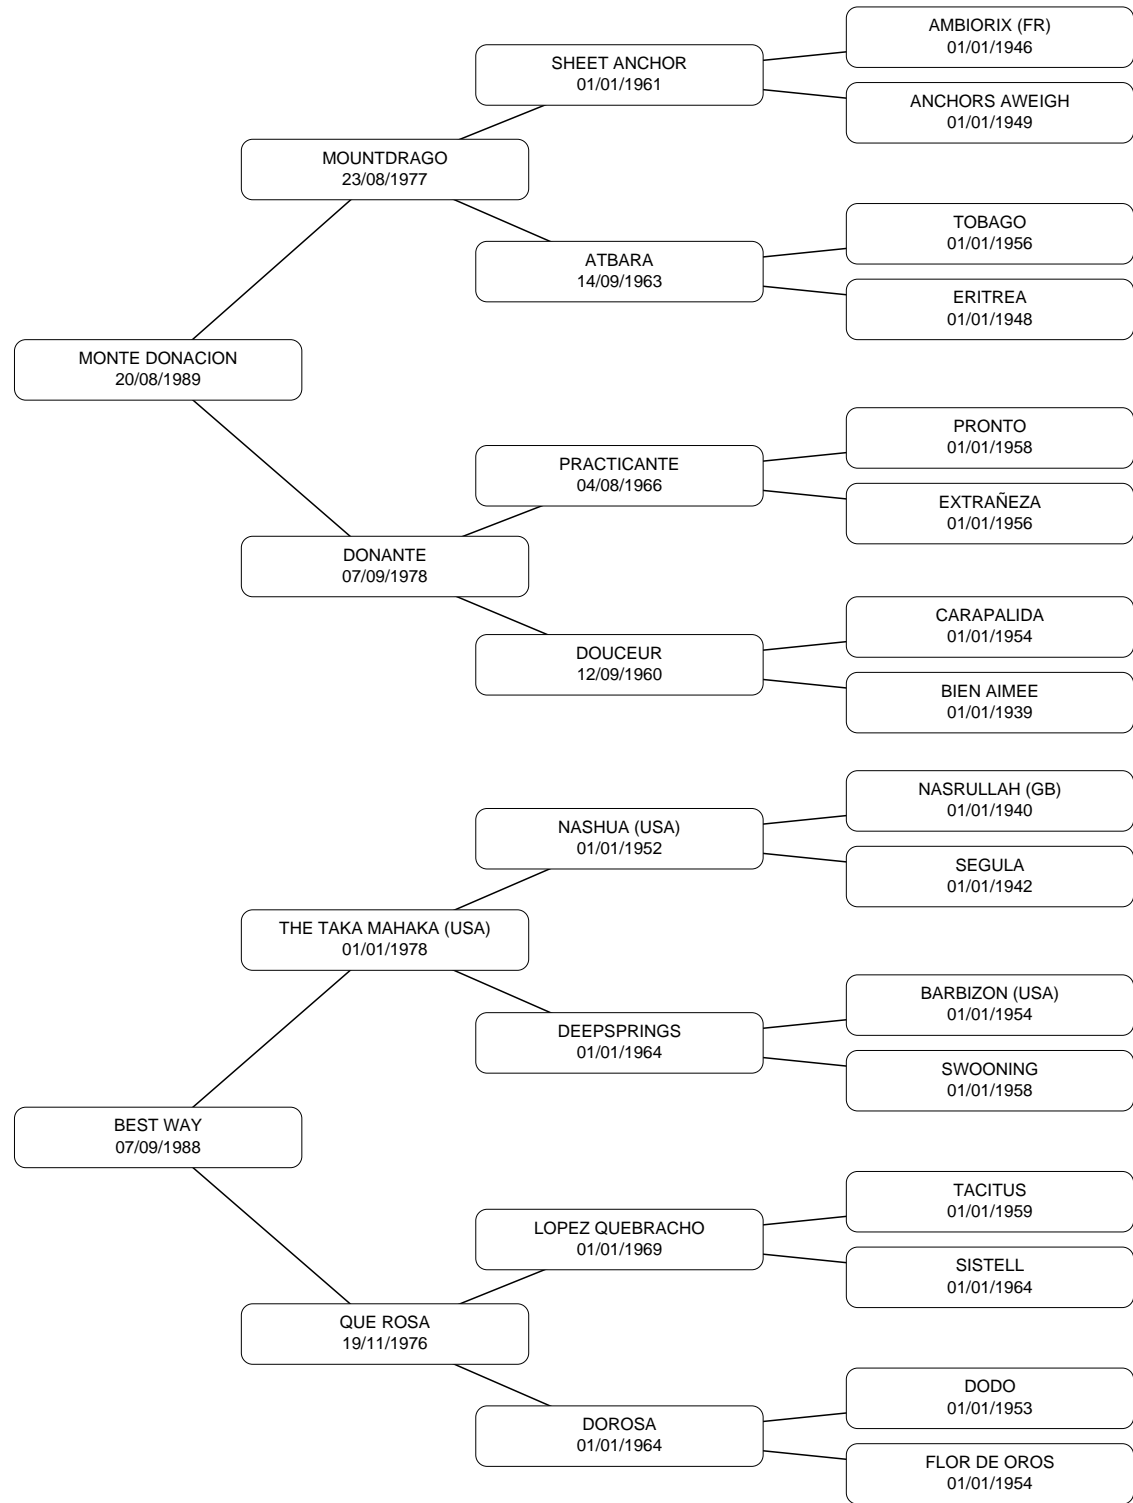 AMBIORIX (FR)
01/01/1946
SHEET ANCHOR
01/01/1961
ANCHORS AWEIGH
01/01/1949
MOUNTDRAGO
23/08/1977
TOBAGO
01/01/1956
ATBARA
14/09/1963
ERITREA
01/01/1948
MONTE DONACION
20/08/1989
PRONTO
01/01/1958
PRACTICANTE
04/08/1966
EXTRAÑEZA
01/01/1956
DONANTE
07/09/1978
CARAPALIDA
01/01/1954
DOUCEUR
12/09/1960
BIEN AIMEE
01/01/1939
NASRULLAH (GB)
01/01/1940
NASHUA (USA)
01/01/1952
SEGULA
01/01/1942
THE TAKA MAHAKA (USA)
01/01/1978
BARBIZON (USA)
01/01/1954
DEEPSPRINGS
01/01/1964
SWOONING
01/01/1958
BEST WAY
07/09/1988
TACITUS
01/01/1959
LOPEZ QUEBRACHO
01/01/1969
SISTELL
01/01/1964
QUE ROSA
19/11/1976
DODO
01/01/1953
DOROSA
01/01/1964
FLOR DE OROS
01/01/1954